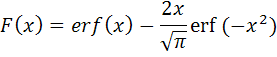 F(x) = erf(x) − 2x/√π erf(−x²)